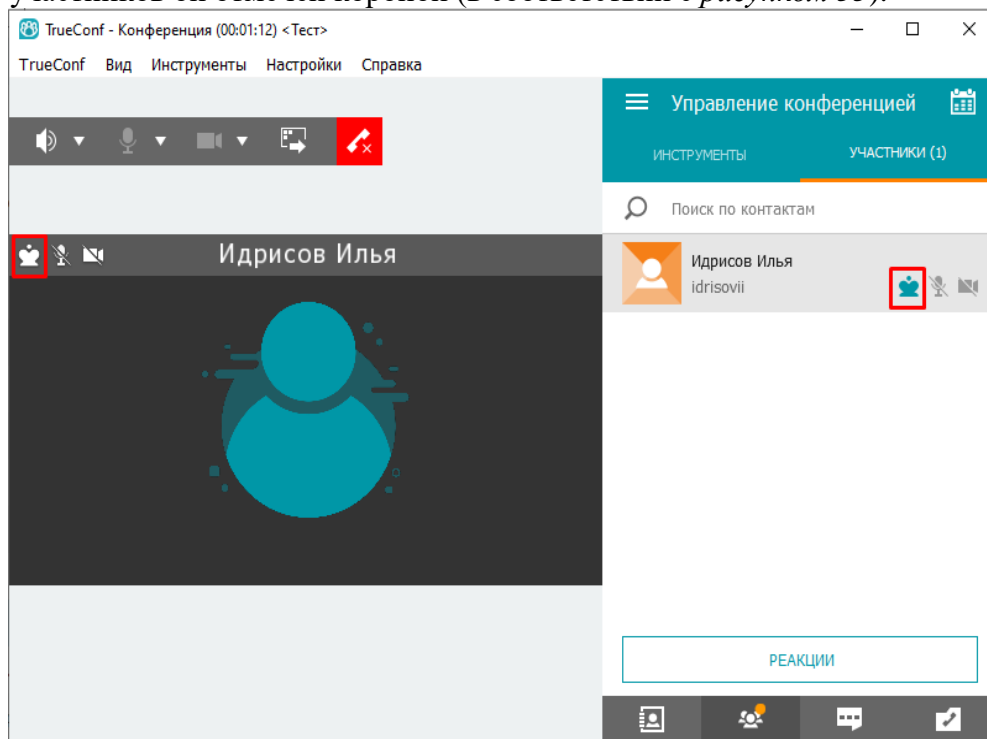 TrueConf - Конференция (00:01:12) <Тест>
TrueConf Вид Инструменты Настройки Справка
Управление конференцией
ИНСТРУМЕНТЫ УЧАСТНИКИ (1)
Поиск по контактам
Идрисов Илья
Идрисов Илья
idrisovii
РЕАКЦИИ